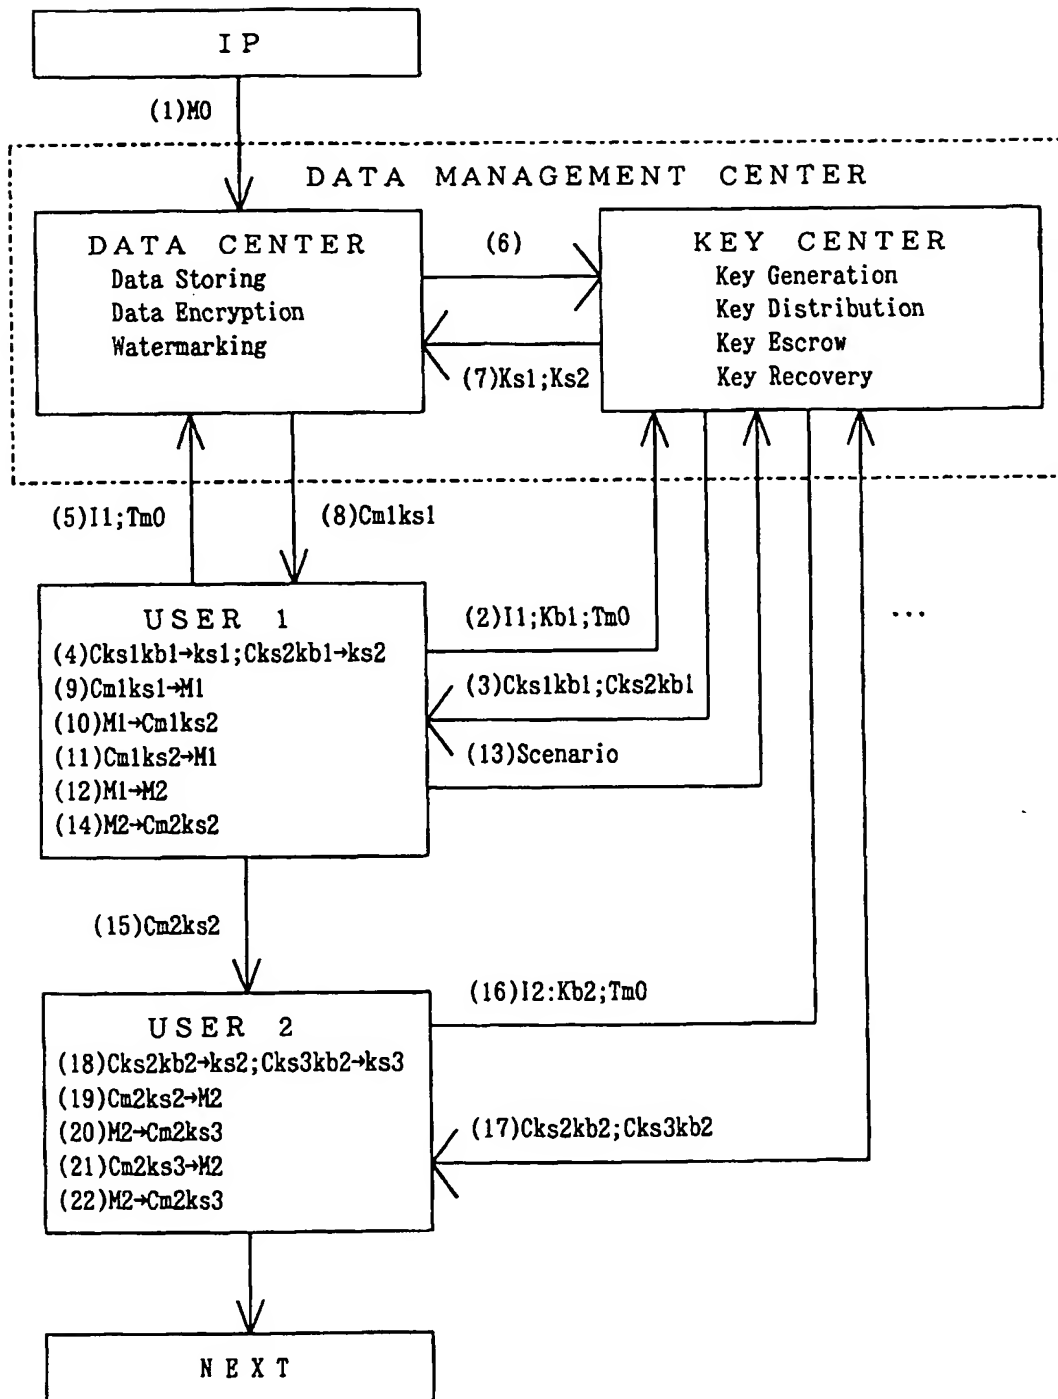 IP
(1)M0
DATA MANAGEMENT CENTER
DATA CENTER
Data Storing
Data Encryption
Watermarking
(6)
(7)Ks1;Ks2
KEY CENTER
Key Generation
Key Distribution
Key Escrow
Key Recovery
(5)I1;Tm0
(8)Cm1ks1
USER 1
(4)Cks1kb1→ks1;Cks2kb1→ks2
(9)Cm1ks1→M1
(10)M1→Cm1ks2
(11)Cm1ks2→M1
(12)M1→M2
(14)M2→Cm2ks2
(2)I1;Kb1;Tm0
(3)Cks1kb1;Cks2kb1
(13)Scenario
...
(15)Cm2ks2
USER 2
(18)Cks2kb2→ks2;Cks3kb2→ks3
(19)Cm2ks2→M2
(20)M2→Cm2ks3
(21)Cm2ks3→M2
(22)M2→Cm2ks3
(16)I2:Kb2;Tm0
(17)Cks2kb2;Cks3kb2
NEXT